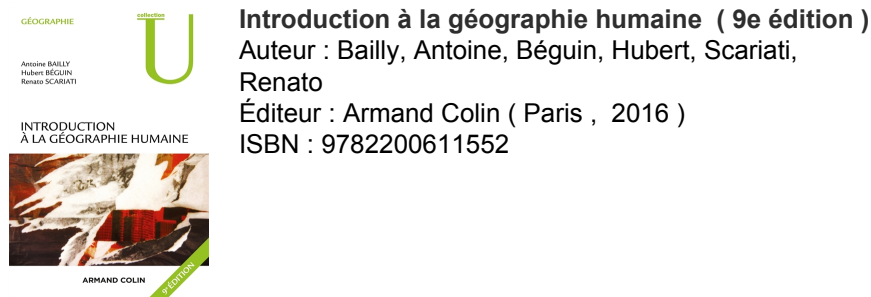 GÉOGRAPHIE
collection
U
Antoine BAILLY
Hubert BÉGUIN
Renato SCARIATI
INTRODUCTION
À LA GÉOGRAPHIE HUMAINE
ARMAND COLIN
9e ÉDITION
Introduction à la géographie humaine ( 9e édition )
Auteur : Bailly, Antoine, Béguin, Hubert, Scariati,
Renato
Éditeur : Armand Colin ( Paris , 2016 )
ISBN : 9782200611552